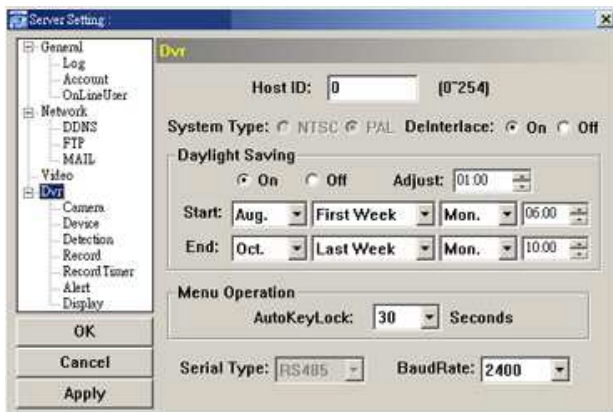 Server Setting :
General
Log
Account
OnLineUser
Network
DDNS
FTP
MAIL
Video
Dvr
Camera
Device
Detection
Record
Record Timer
Alert
Display
OK
Cancel
Apply
Dvr
Host ID: 0 (0~254)
System Type: NTSC PAL DeInterlace: On Off
Daylight Saving
On Off Adjust: 01:00
Start: Aug. First Week Mon. 06:00
End: Oct. Last Week Mon. 10:00
Menu Operation
AutoKeyLock: 30 Seconds
Serial Type: RS485 BaudRate: 2400